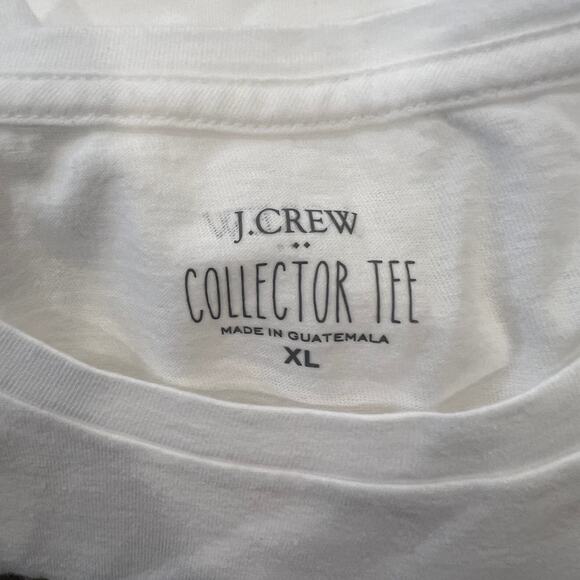 J.CREW
COLLECTOR TEE
MADE IN GUATEMALA
XL